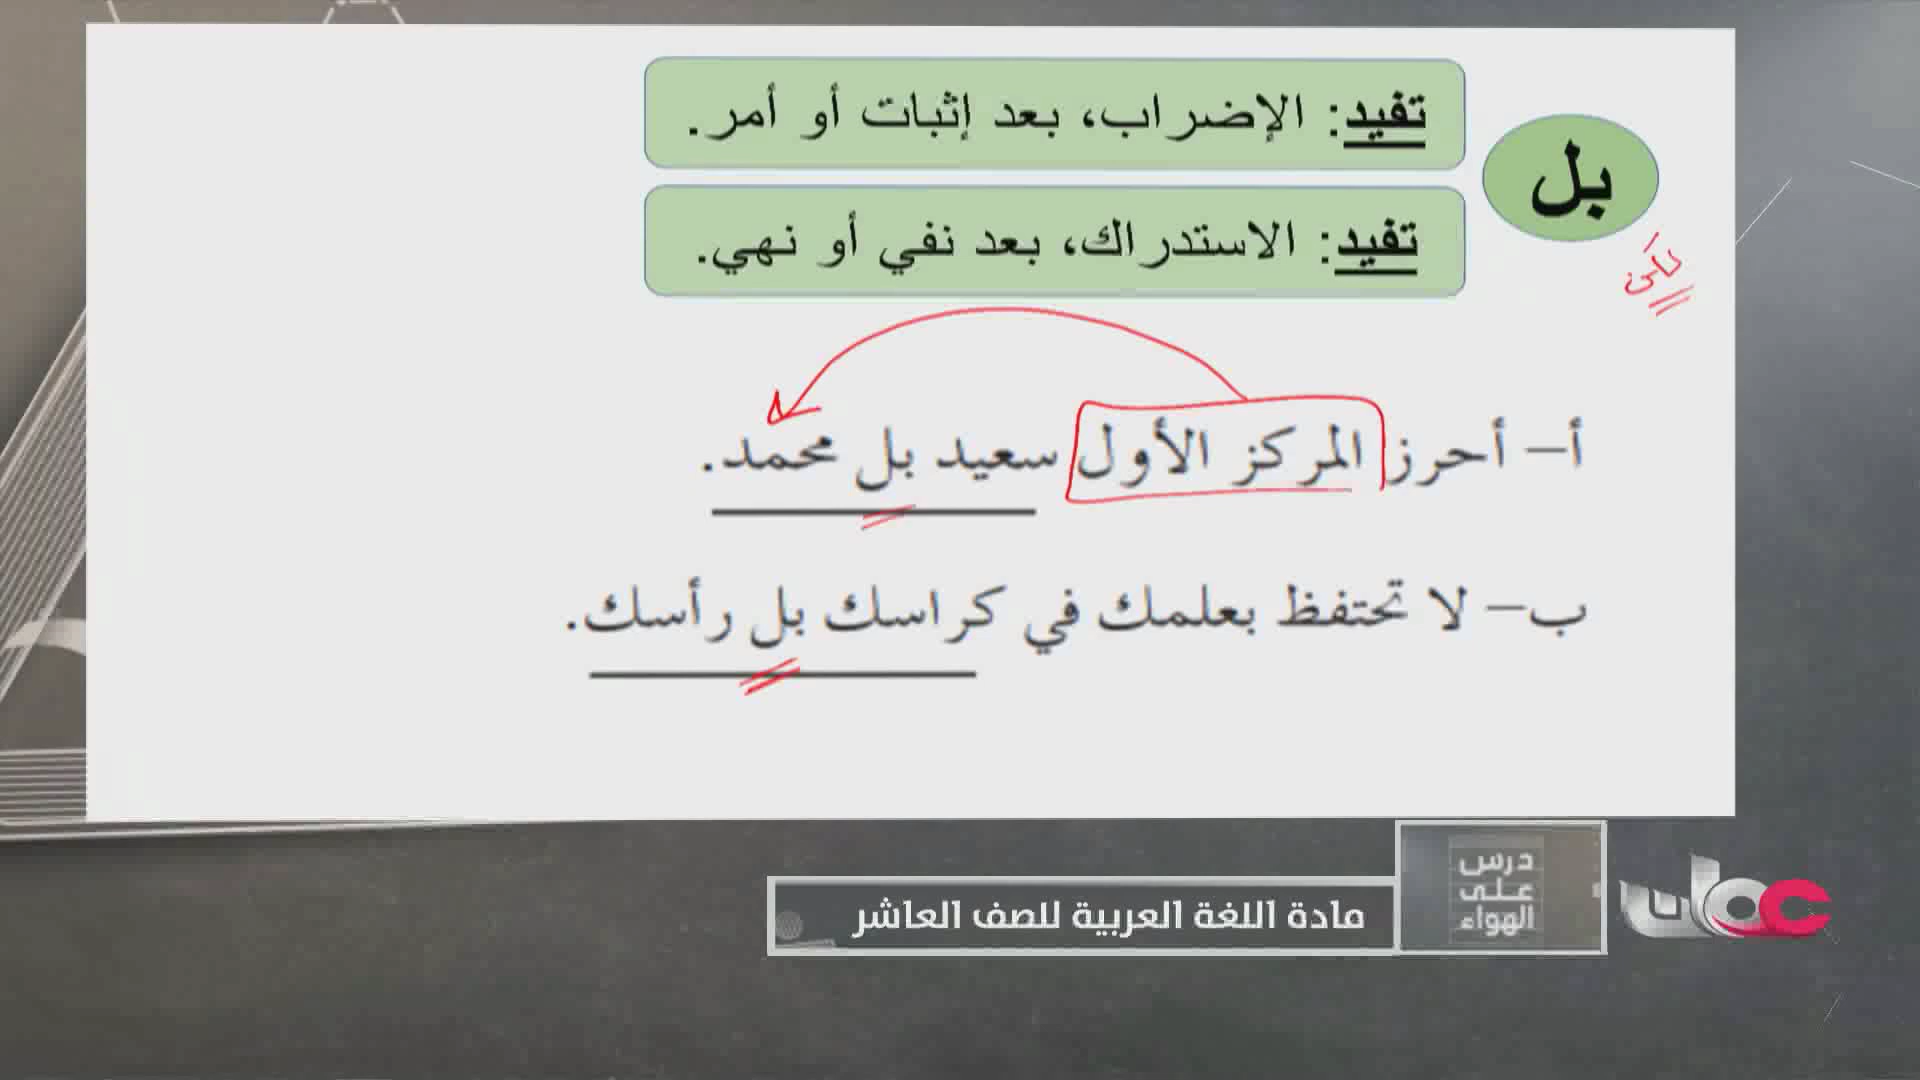 تفيد: الإضراب، بعد إثبات أو أمر.
بل
تفيد: الاستدراك، بعد نفي أو نهي.
أ– أحرز المركز الأول سعيد بل محمد.
ب– لا تحتفظ بعلمك في كراسك بل رأسك.
درس
على
الهواء
مادة اللغة العربية للصف العاشر